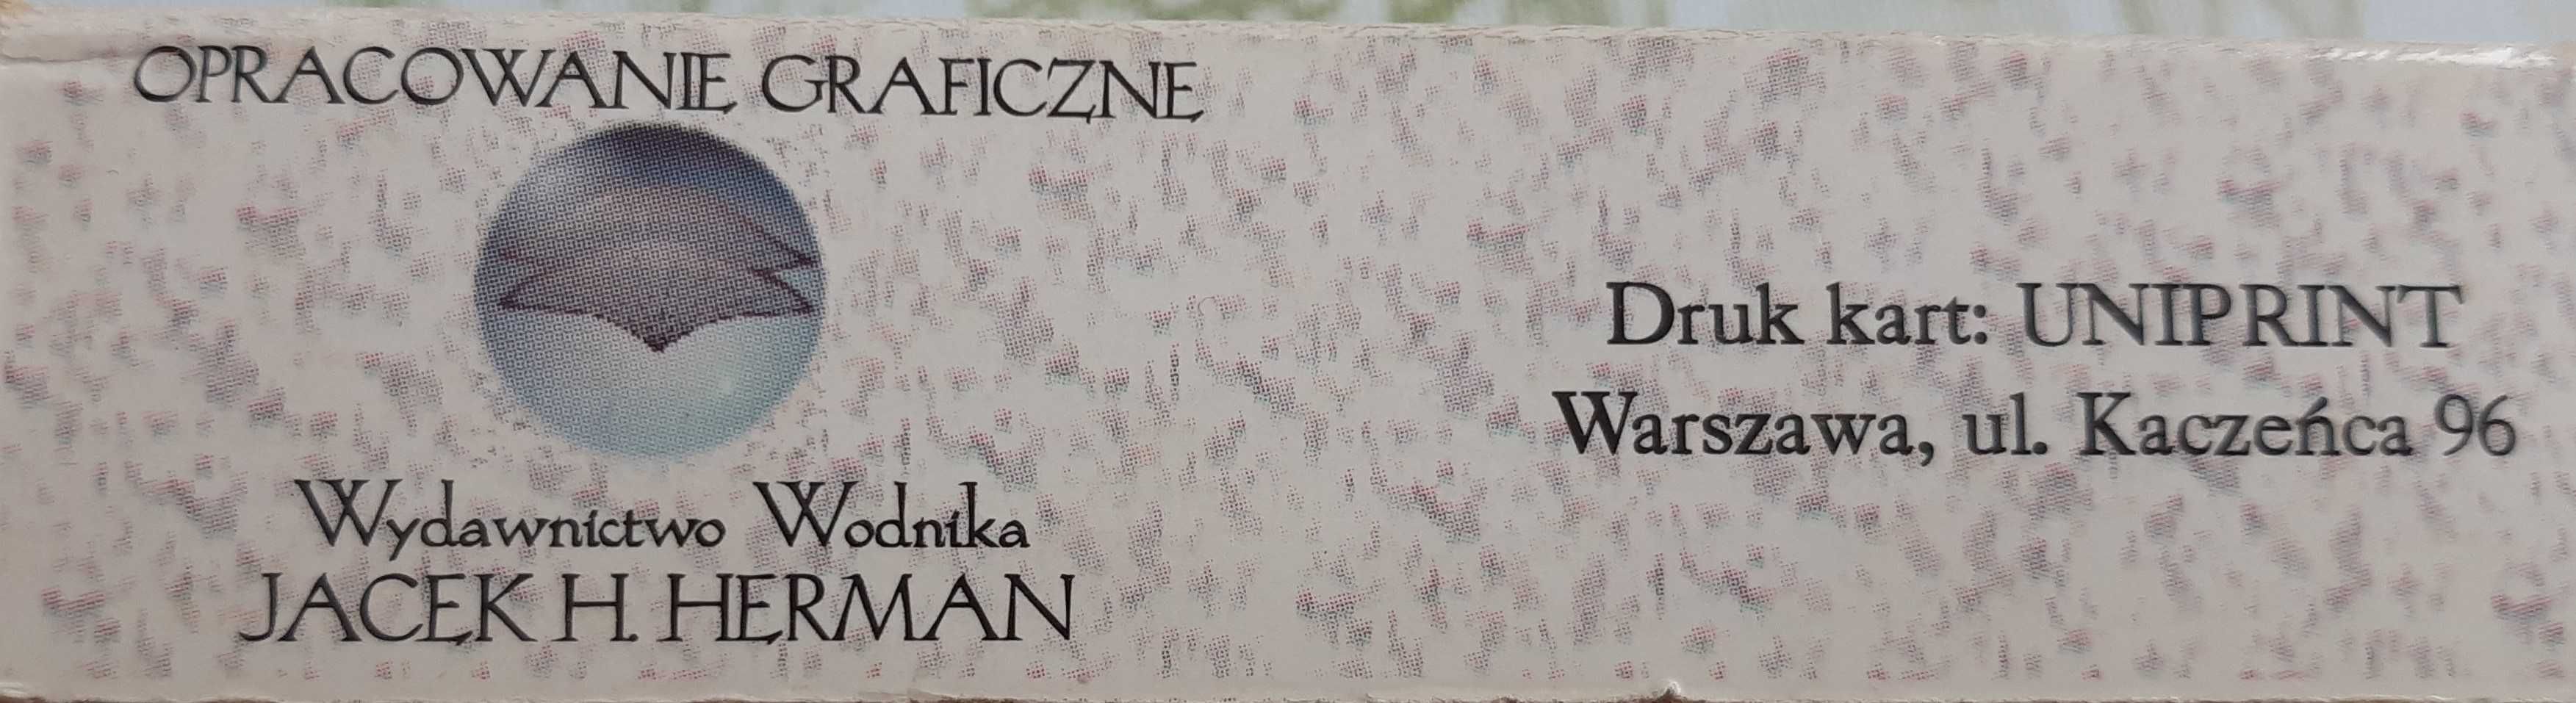 OPRACOWANIE GRAFICZNE
Wydawnictwo Wodnika
JACEK H. HERMAN
Druk kart: UNIPRINT
Warszawa, ul. Kaczeńca 96